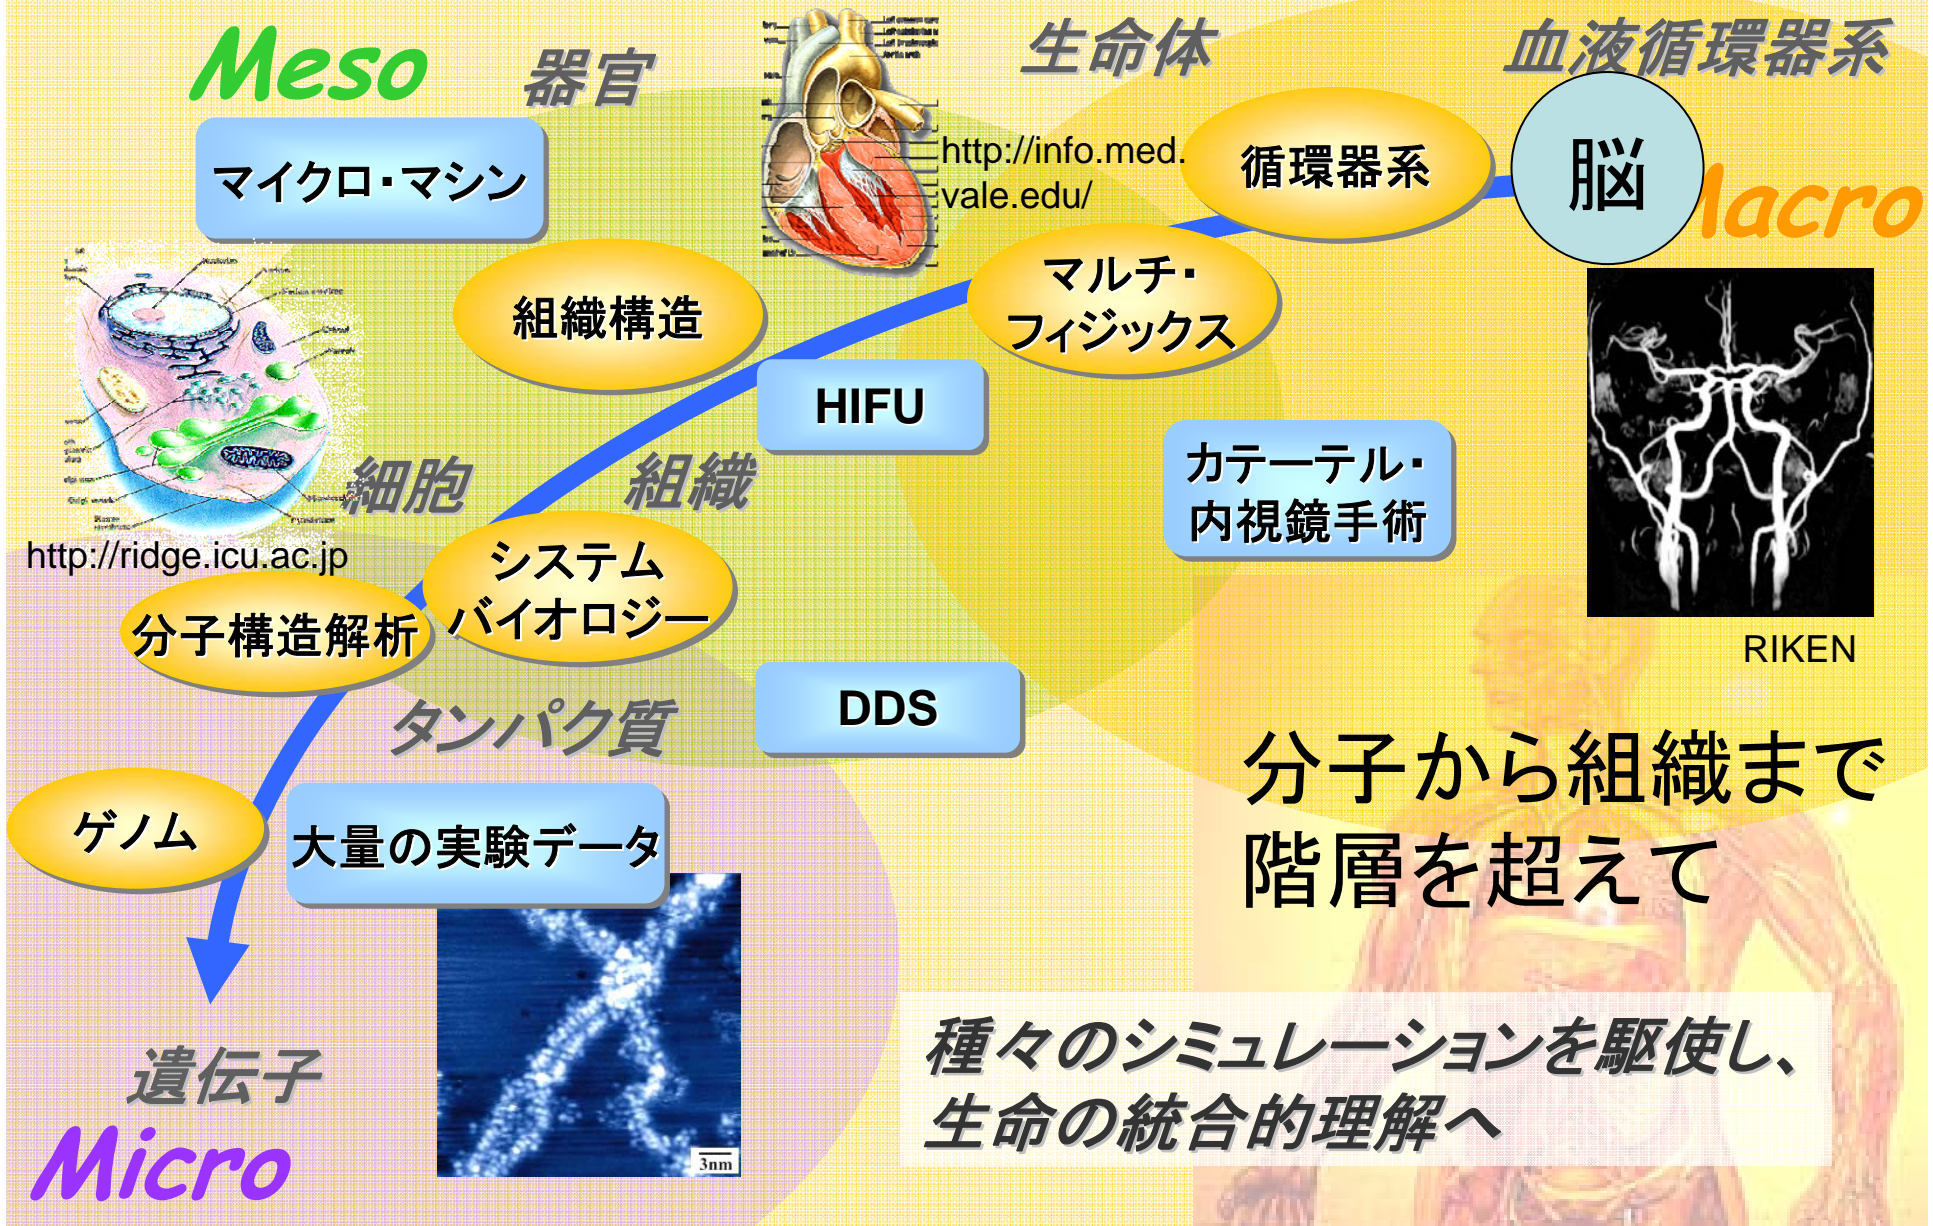 Meso
器官
生命体
血液循環器系
マイクロ・マシン
http://info.med.
vale.edu/
循環器系
脳
acro
組織構造
マルチ・
フィジックス
HIFU
カテーテル・
内視鏡手術
細胞
組織
http://ridge.icu.ac.jp
システム
バイオロジー
分子構造解析
RIKEN
タンパク質
DDS
分子から組織まで
階層を超えて
ゲノム
大量の実験データ
3nm
遺伝子
Micro
種々のシミュレーションを駆使し、
生命の統合的理解へ